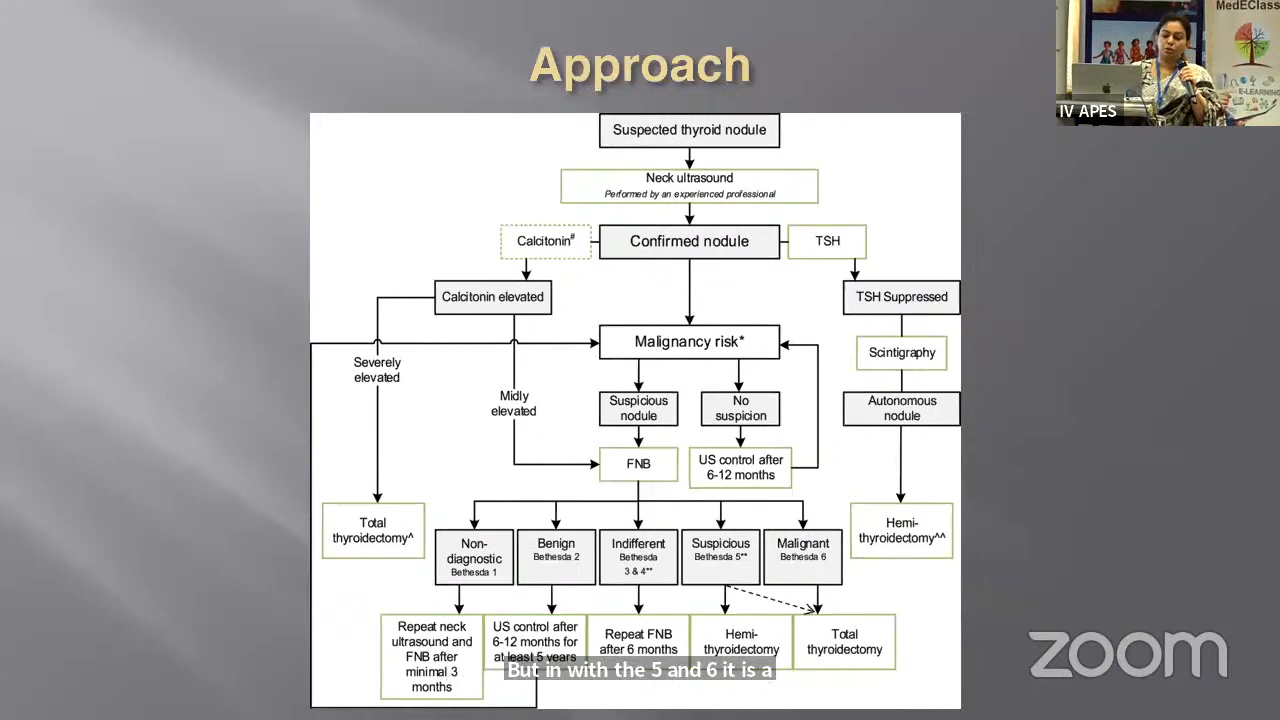 Approach
MedEClass
E-LEARNING
IV APES
Suspected thyroid nodule
Neck ultrasound
Performed by an experienced professional
Calcitonin#
Confirmed nodule
TSH
Calcitonin elevated
TSH Suppressed
Malignancy risk*
Scintigraphy
Severely
elevated
Midly
elevated
Suspicious
nodule
No
suspicion
Autonomous
nodule
FNB
US control after
6-12 months
Total
thyroidectomy^
Non-
diagnostic
Bethesda 1
Benign
Bethesda 2
Indifferent
Bethesda
3 & 4**
Suspicious
Bethesda 5**
Malignant
Bethesda 6
Hemi-
thyroidectomy^^
Repeat neck
ultrasound and
FNB after
minimal 3
months
US control after
6-12 months for
at least 5 years
Repeat FNB
after 6 months
Hemi-
thyroidectomy
Total
thyroidectomy
But in with the 5 and 6 it is a
zoom